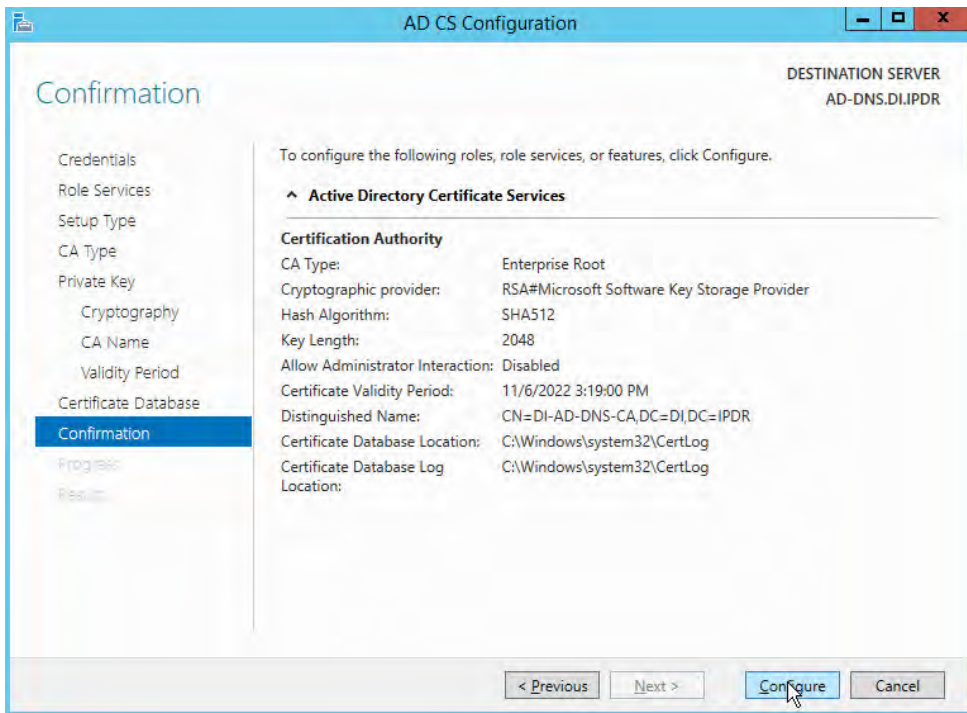 AD CS Configuration
DESTINATION SERVER
AD-DNS.DI.IPDR
Confirmation
Credentials
Role Services
Setup Type
CA Type
Private Key
Cryptography
CA Name
Validity Period
Certificate Database
Confirmation
Progress
Results
To configure the following roles, role services, or features, click Configure.
Active Directory Certificate Services
Certification Authority
CA Type: Enterprise Root
Cryptographic provider: RSA#Microsoft Software Key Storage Provider
Hash Algorithm: SHA512
Key Length: 2048
Allow Administrator Interaction: Disabled
Certificate Validity Period: 11/6/2022 3:19:00 PM
Distinguished Name: CN=DI-AD-DNS-CA,DC=DI,DC=IPDR
Certificate Database Location: C:\Windows\system32\CertLog
Certificate Database Log C:\Windows\system32\CertLog
Location:
< Previous Next > Configure Cancel